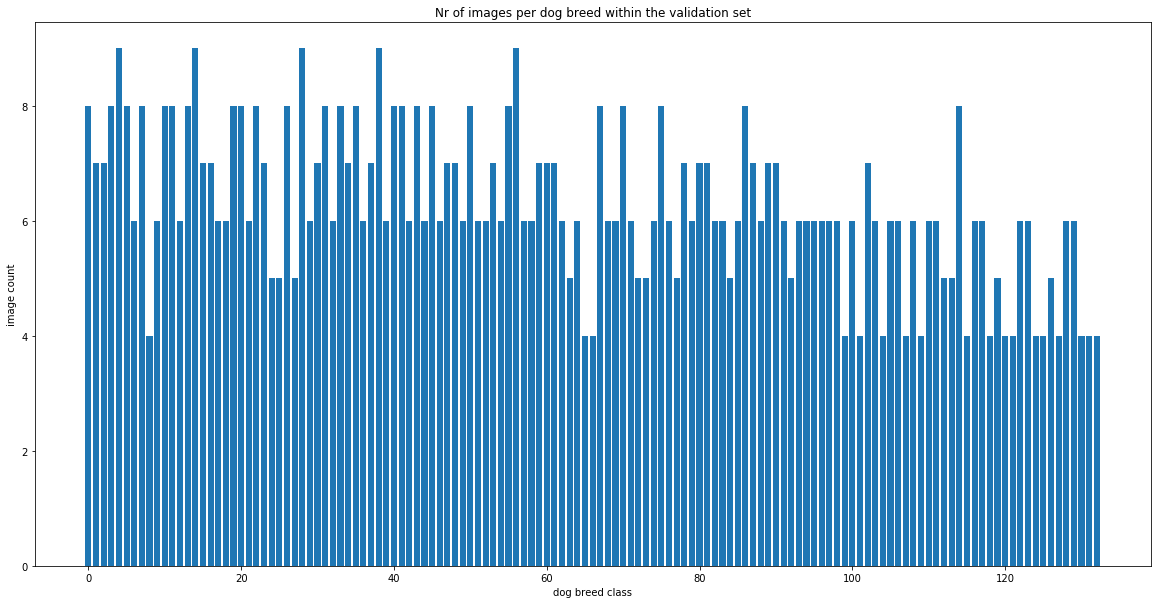 Nr of images per dog breed within the validation set
image count
8
6
4
2
0
0 20 40 60 80 100 120
dog breed class